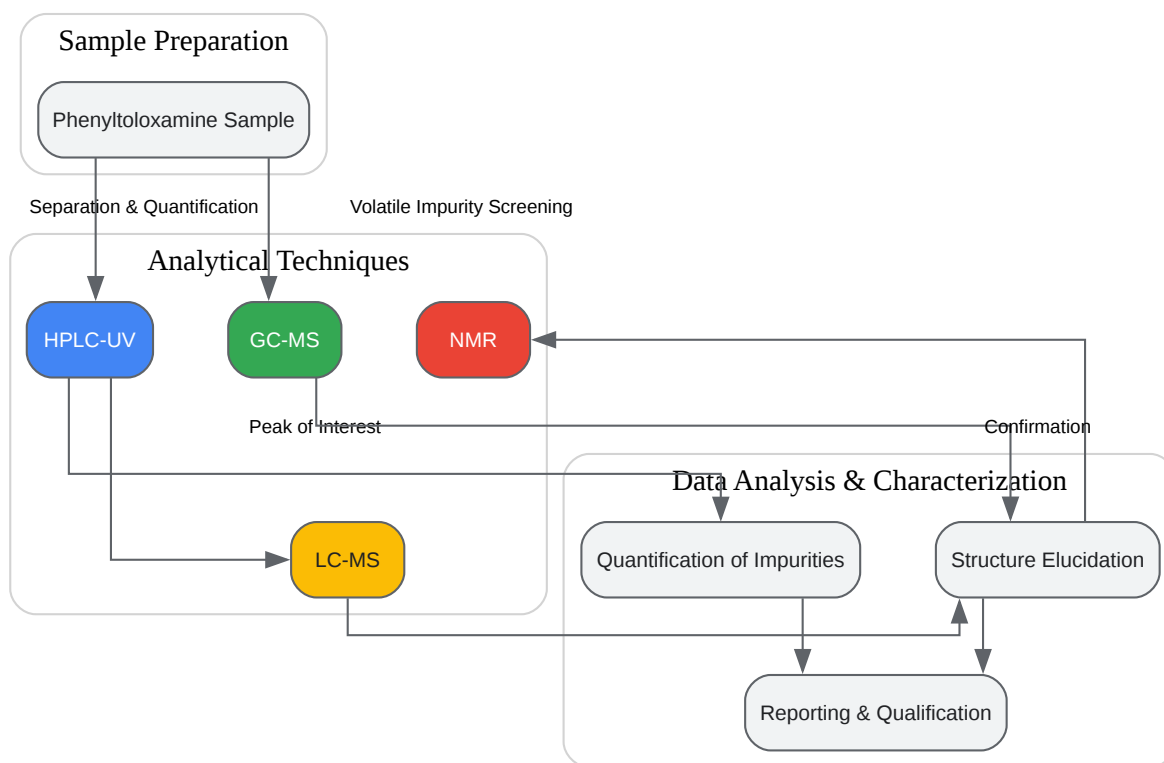 Sample Preparation
Phenyltoloxamine Sample
Separation & Quantification
Volatile Impurity Screening
Analytical Techniques
HPLC-UV
GC-MS
NMR
Peak of Interest
Confirmation
Data Analysis & Characterization
LC-MS
Quantification of Impurities
Structure Elucidation
Reporting & Qualification